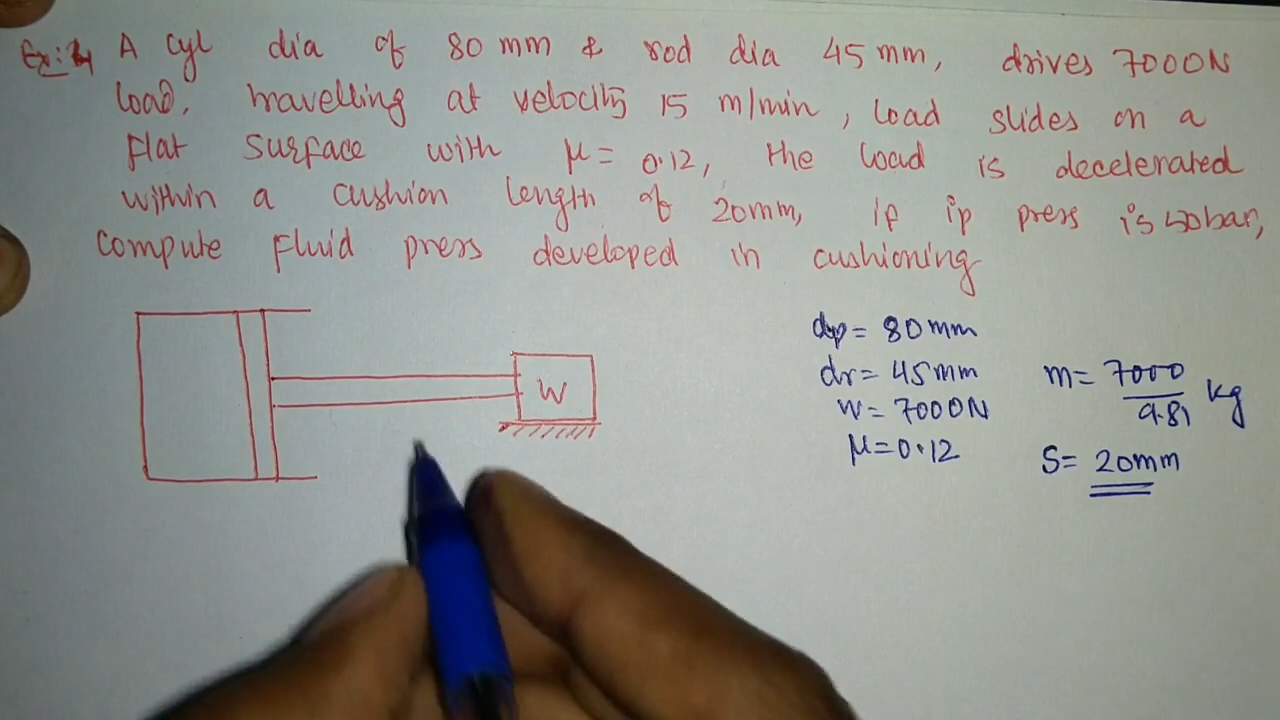 A cyl dia of 80 mm & rod dia 45 mm, drives 7000N
load, travelling at velocity 15 m/min, load slides on a
flat surface with μ = 0.12, the load is decelerated
within a cushion length of 20mm, if ip press is 50bar,
compute fluid press developed in cushioning
dp = 80 mm
dr = 45 mm
W = 7000N
μ = 0.12
m = 7000
9.81 kg
S = 20mm
W